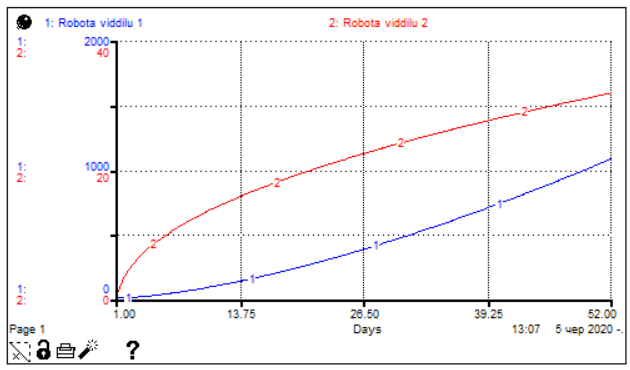 1: Robota viddilu 1 2: Robota viddilu 2
1: 2000
2: 40
1: 1000
2: 20
1: 0
2: 0
1 1 1 1
2 2 2 2
1.00 13.75 26.50 39.25 52.00
Page 1 Days 13:07 5 чер 2020 -.
?